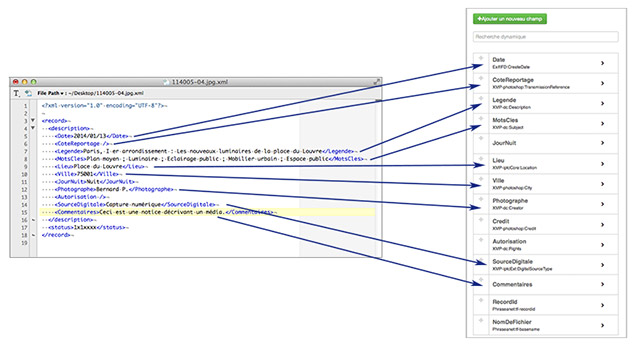 114005-04.jpg.xml
File Path ▾ : ~/Desktop/114005-04.jpg.xml
1 <?xml·version="1.0"·encoding="UTF-8"?>¬
2 ¬
3 <record>¬
4 <description>¬
5 <Date>2014/01/13</Date>¬
6 <CoteReportage·/>¬
7 <Legende>Paris, I·er·arrondissement·:·Les·nouveaux·luminaires·de·la·place·du·Louvre</Legende>¬
8 <MotsCles>Plan·moyen·;·Luminaire·;·Eclairage·public·;·Mobilier·urbain·;·Espace·public</MotsCles>¬
9 <Lieu>Place·du·Louvre</Lieu>¬
10 <Ville>75001</Ville>¬
11 <JourNuit>Nuit</JourNuit>¬
12 <Photographe>Bernard·P.</Photographe>¬
13 <Autorisation·/>¬
14 <SourceDigitale>Capture·numérique</SourceDigitale>¬
15 <Commentaires>Ceci·est·une·notice·décrivant·un·média.</Commentaires>¬
16 </description>¬
17 <status>1x1xxxx</status>¬
18 </record>¬
19
+Ajouter un nouveau champ
Recherche dynamique
Date
ExifIFD:CreateDate
CoteReportage
XMP-photoshop:TransmissionReference
Legende
XMP-dc:Description
MotsCles
XMP-dc:Subject
JourNuit
Lieu
XMP-iptcCore:Location
Ville
XMP-photoshop:City
Photographe
XMP-dc:Creator
Credit
XMP-photoshop:Credit
Autorisation
XMP-dc:Rights
SourceDigitale
XMP-iptcExt:DigitalSourceType
Commentaires
RecordId
Phraseanet:tf-recordid
NomDeFichier
Phraseanet:tf-basename